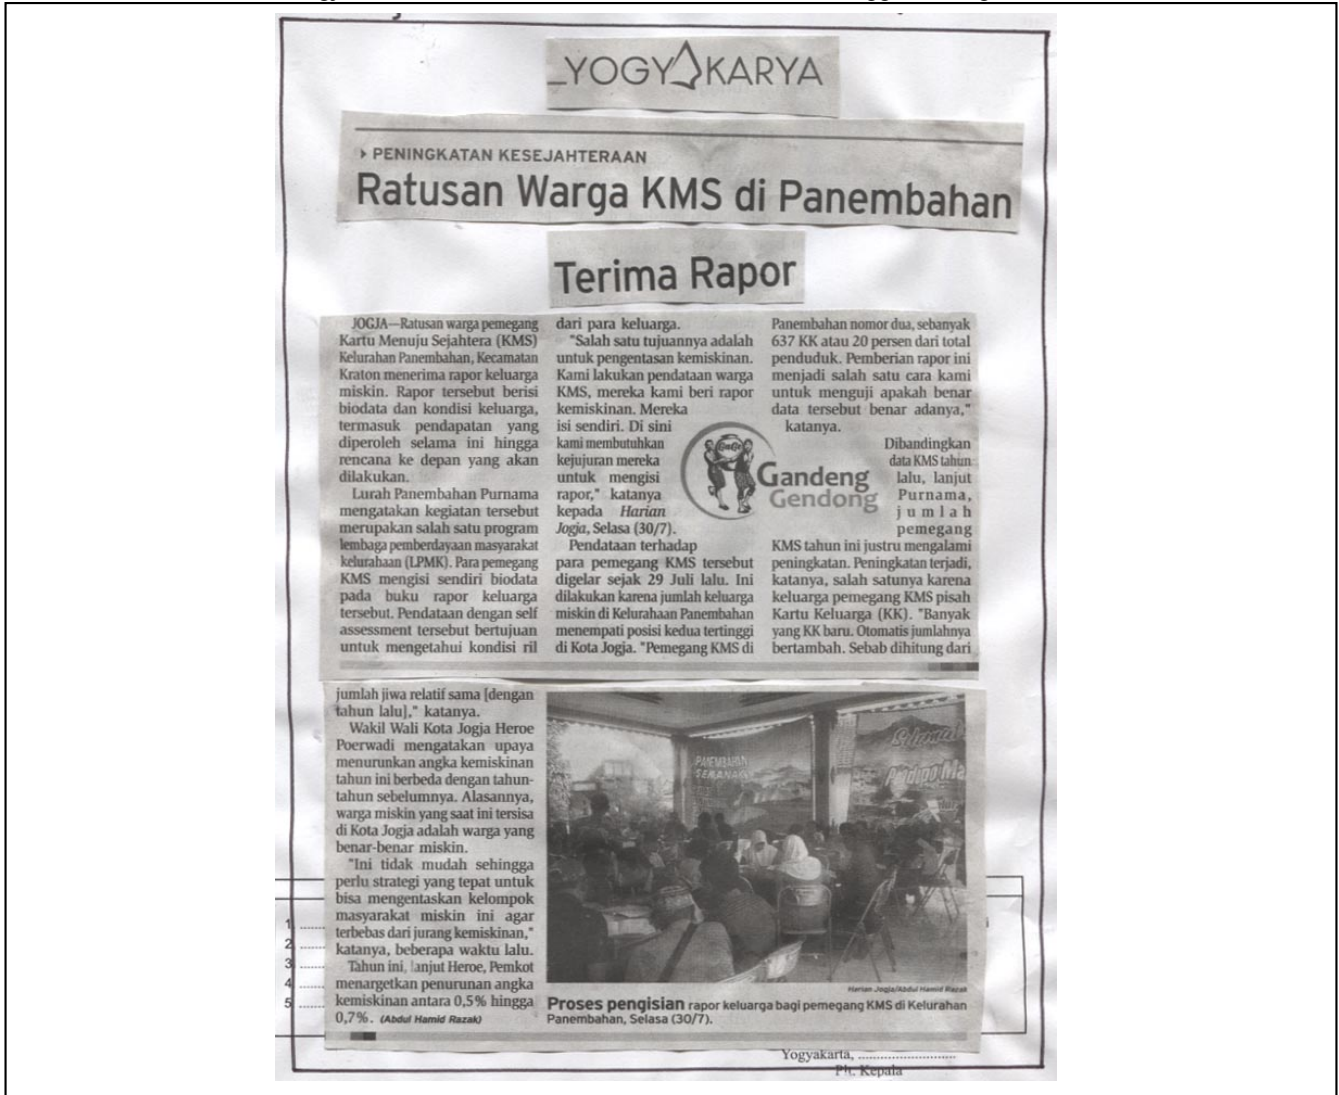 _YOGYAKARYA
PENINGKATAN KESEJAHTERAAN
Ratusan Warga KMS di Panembahan
Terima Rapor
JOGJA—Ratusan warga pemegang
Kartu Menuju Sejahtera (KMS)
Kelurahan Panembahan, Kecamatan
Kraton menerima rapor keluarga
miskin. Rapor tersebut berisi
biodata dan kondisi keluarga,
termasuk pendapatan yang
diperoleh selama ini hingga
rencana ke depan yang akan
dilakukan.
Lurah Panembahan Purnama
mengatakan kegiatan tersebut
merupakan salah satu program
lembaga pemberdayaan masyarakat
kelurahaan (LPMK). Para pemegang
KMS mengisi sendiri biodata
pada buku rapor keluarga
tersebut. Pendataan dengan self
assessment tersebut bertujuan
untuk mengetahui kondisi ril
dari para keluarga.
"Salah satu tujuannya adalah
untuk pengentasan kemiskinan.
Kami lakukan pendataan warga
KMS, mereka kami beri rapor
kemiskinan. Mereka
isi sendiri. Di sini
kami membutuhkan
kejujuran mereka
untuk mengisi
rapor," katanya
kepada Harian
Jogja, Selasa (30/7).
Pendataan terhadap
para pemegang KMS tersebut
digelar sejak 29 Juli lalu. Ini
dilakukan karena jumlah keluarga
miskin di Kelurahaan Panembahan
menempati posisi kedua tertinggi
di Kota Jogja. "Pemegang KMS di
GaGe
Gandeng
Gendong
Panembahan nomor dua, sebanyak
637 KK atau 20 persen dari total
penduduk. Pemberian rapor ini
menjadi salah satu cara kami
untuk menguji apakah benar
data tersebut benar adanya,"
katanya.
Dibandingkan
data KMS tahun
lalu, lanjut
Purnama,
jumlah
pemegang
KMS tahun ini justru mengalami
peningkatan. Peningkatan terjadi,
katanya, salah satunya karena
keluarga pemegang KMS pisah
Kartu Keluarga (KK). "Banyak
yang KK baru. Otomatis jumlahnya
bertambah. Sebab dihitung dari
jumlah jiwa relatif sama [dengan
tahun lalu]," katanya.
Wakil Wali Kota Jogja Heroe
Poerwadi mengatakan upaya
menurunkan angka kemiskinan
tahun ini berbeda dengan tahun-
tahun sebelumnya. Alasannya,
warga miskin yang saat ini tersisa
di Kota Jogja adalah warga yang
benar-benar miskin.
"Ini tidak mudah sehingga
perlu strategi yang tepat untuk
bisa mengentaskan kelompok
masyarakat miskin ini agar
terbebas dari jurang kemiskinan,"
katanya, beberapa waktu lalu.
Tahun ini, lanjut Heroe, Pemkot
menargetkan penurunan angka
kemiskinan antara 0,5% hingga
0,7%. (Abdul Hamid Razak)
PANEMBAHAN
SEMANAK
Selamat
Harian Jogja/Abdul Hamid Razak
Proses pengisian rapor keluarga bagi pemegang KMS di Kelurahan
Panembahan, Selasa (30/7).
1 ......
2 ......
3 ......
4 ......
5 ......
Yogyakarta, ............................
Plt. Kepala